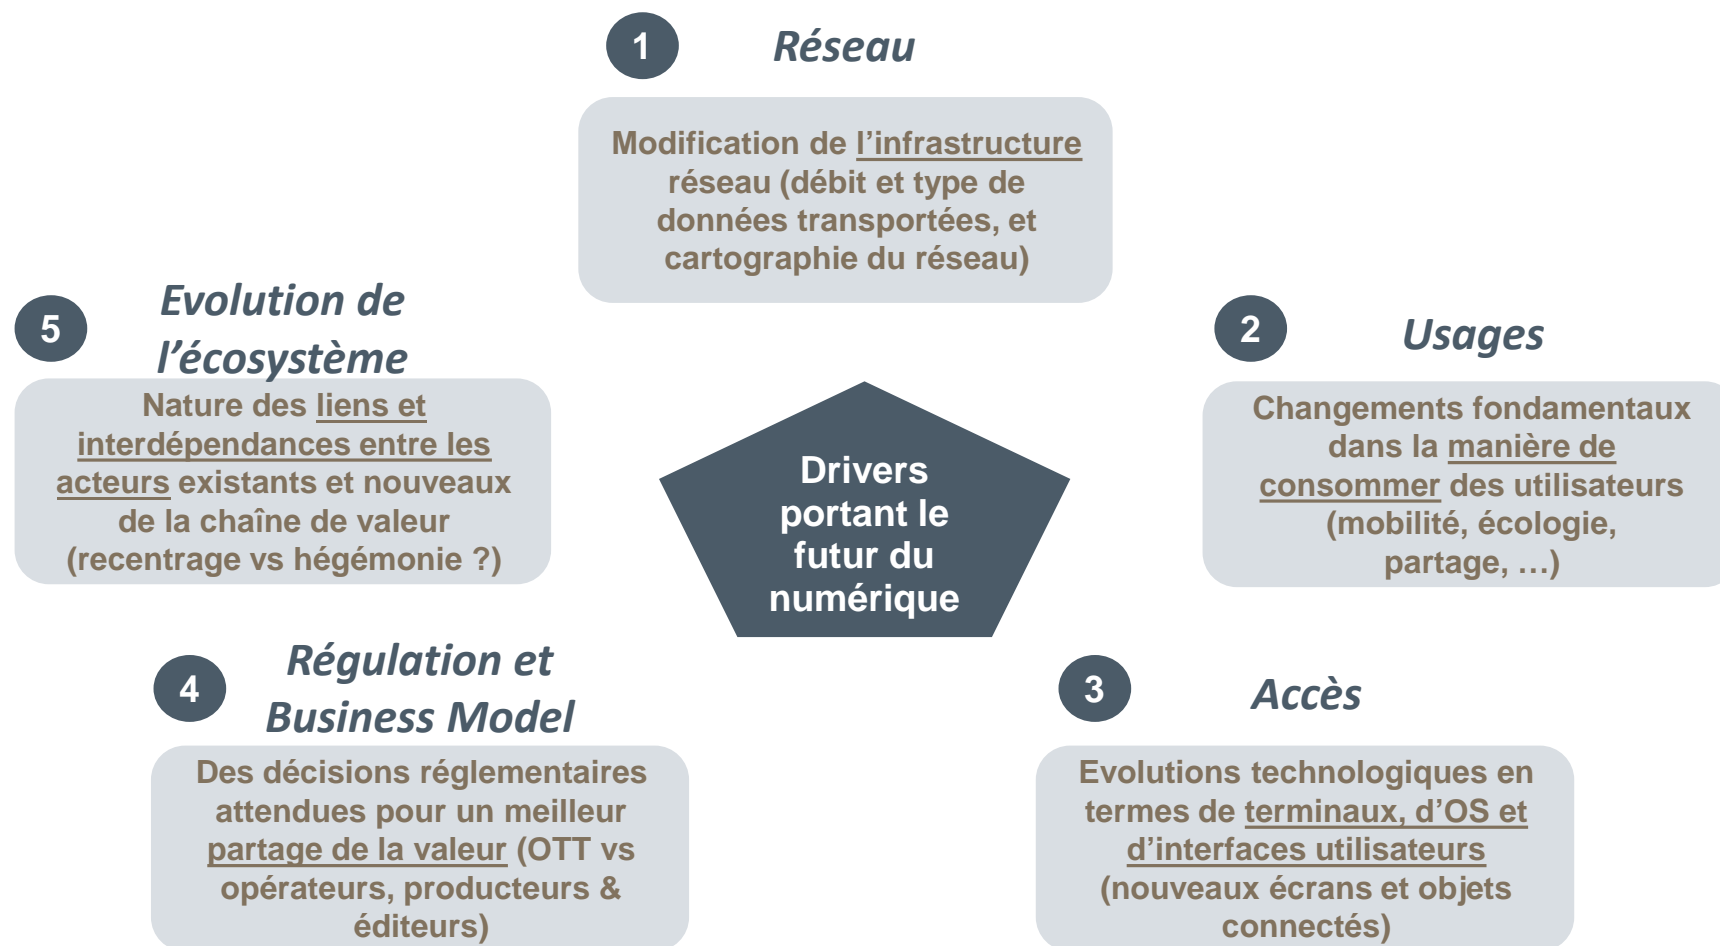 1
Réseau
Modification de l’infrastructure
réseau (débit et type de
données transportées, et
cartographie du réseau)
2
Usages
Changements fondamentaux
dans la manière de
consommer des utilisateurs
(mobilité, écologie,
partage, …)
3
Accès
Evolutions technologiques en
termes de terminaux, d’OS et
d’interfaces utilisateurs
(nouveaux écrans et objets
connectés)
4
Régulation et
Business Model
Des décisions réglementaires
attendues pour un meilleur
partage de la valeur (OTT vs
opérateurs, producteurs &
éditeurs)
5
Evolution de
l’écosystème
Nature des liens et
interdépendances entre les
acteurs existants et nouveaux
de la chaîne de valeur
(recentrage vs hégémonie ?)
Drivers
portant le
futur du
numérique